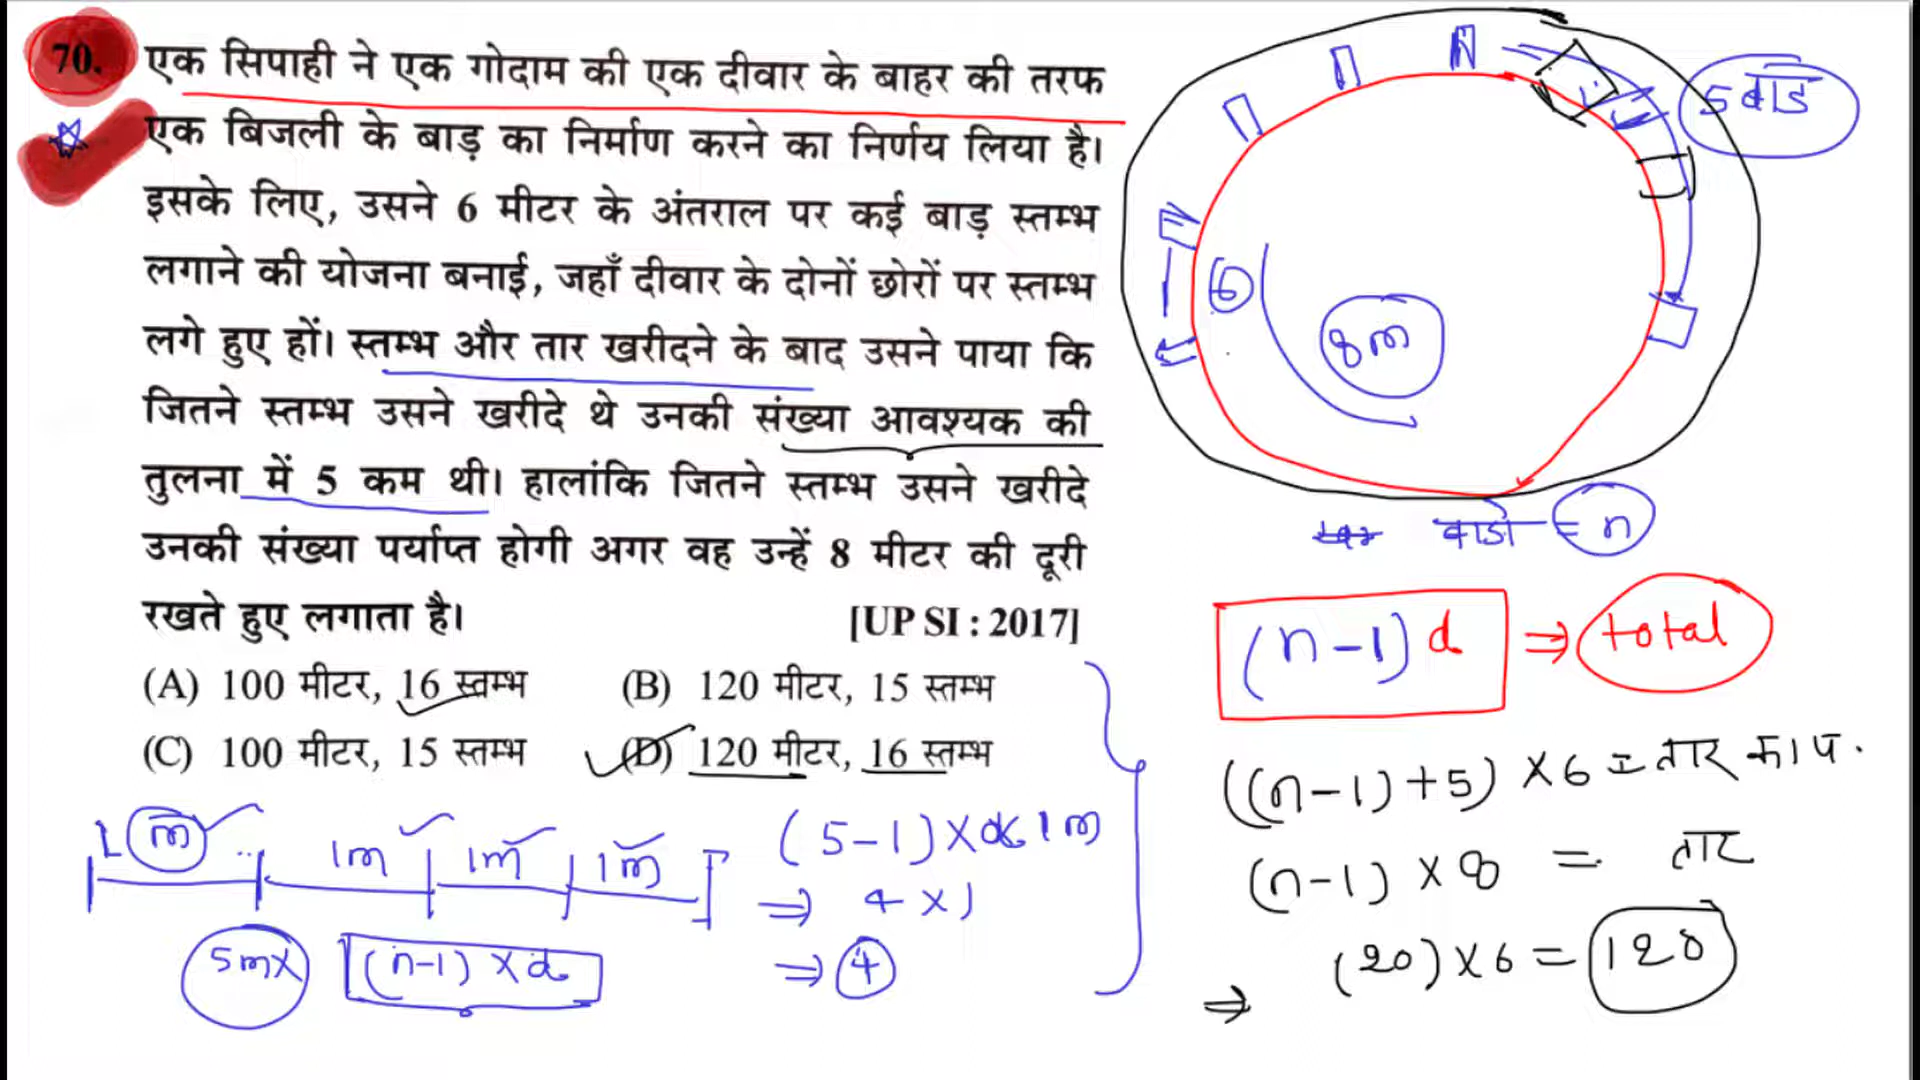 70. एक सिपाही ने एक गोदाम की एक दीवार के बाहर की तरफ
एक बिजली के बाड़ का निर्माण करने का निर्णय लिया है।
इसके लिए, उसने 6 मीटर के अंतराल पर कई बाड़ स्तम्भ
लगाने की योजना बनाई, जहाँ दीवार के दोनों छोरों पर स्तम्भ
लगे हुए हों। स्तम्भ और तार खरीदने के बाद उसने पाया कि
जितने स्तम्भ उसने खरीदे थे उनकी संख्या आवश्यक की
तुलना में 5 कम थी। हालांकि जितने स्तम्भ उसने खरीदे
उनकी संख्या पर्याप्त होगी अगर वह उन्हें 8 मीटर की दूरी
रखते हुए लगाता है। [UP SI : 2017]
(A) 100 मीटर, 16 स्तम्भ (B) 120 मीटर, 15 स्तम्भ
(C) 100 मीटर, 15 स्तम्भ (D) 120 मीटर, 16 स्तम्भ
1m 1m 1m 1m
5m× (n-1) × d
(5-1) × 1m
⇒ 4 × 1
⇒ 4
5 बाड
6
8m
= n
(n-1) d ⇒ total
((n-1) +5) × 6 = तार
(n-1) × 8 = तार
⇒ (20) × 6 = 120